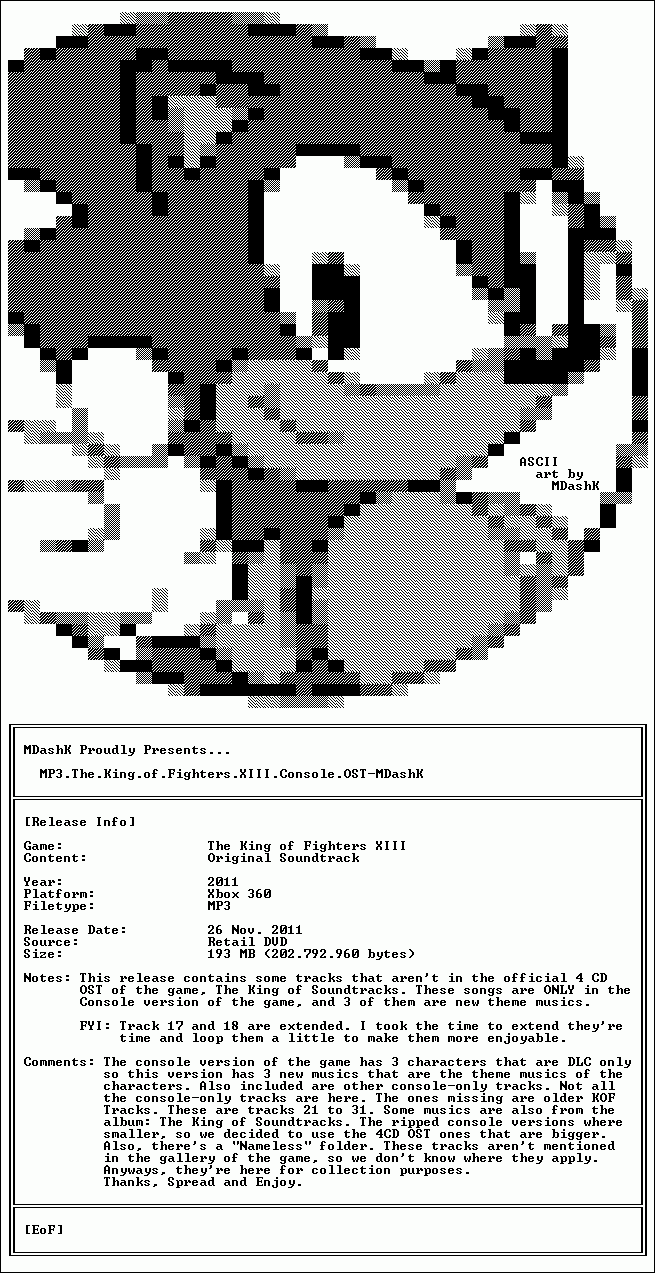 ASCII
art by
MDashK
MDashK Proudly Presents...
MP3.The.King.of.Fighters.XIII.Console.OST-MDashK
[Release Info]
Game: The King of Fighters XIII
Content: Original Soundtrack
Year: 2011
Platform: Xbox 360
Filetype: MP3
Release Date: 26 Nov. 2011
Source: Retail DVD
Size: 193 MB (202.792.960 bytes)
Notes: This release contains some tracks that aren't in the official 4 CD
OST of the game, The King of Soundtracks. These songs are ONLY in the
Console version of the game, and 3 of them are new theme musics.
FYI: Track 17 and 18 are extended. I took the time to extend they're
time and loop them a little to make them more enjoyable.
Comments: The console version of the game has 3 characters that are DLC only
so this version has 3 new musics that are the theme musics of the
characters. Also included are other console-only tracks. Not all
the console-only tracks are here. The ones missing are older KOF
Tracks. These are tracks 21 to 31. Some musics are also from the
album: The King of Soundtracks. The ripped console versions where
smaller, so we decided to use the 4CD OST ones that are bigger.
Also, there's a "Nameless" folder. These tracks aren't mentioned
in the gallery of the game, so we don't know where they apply.
Anyways, they're here for collection purposes.
Thanks, Spread and Enjoy.
[EoF]